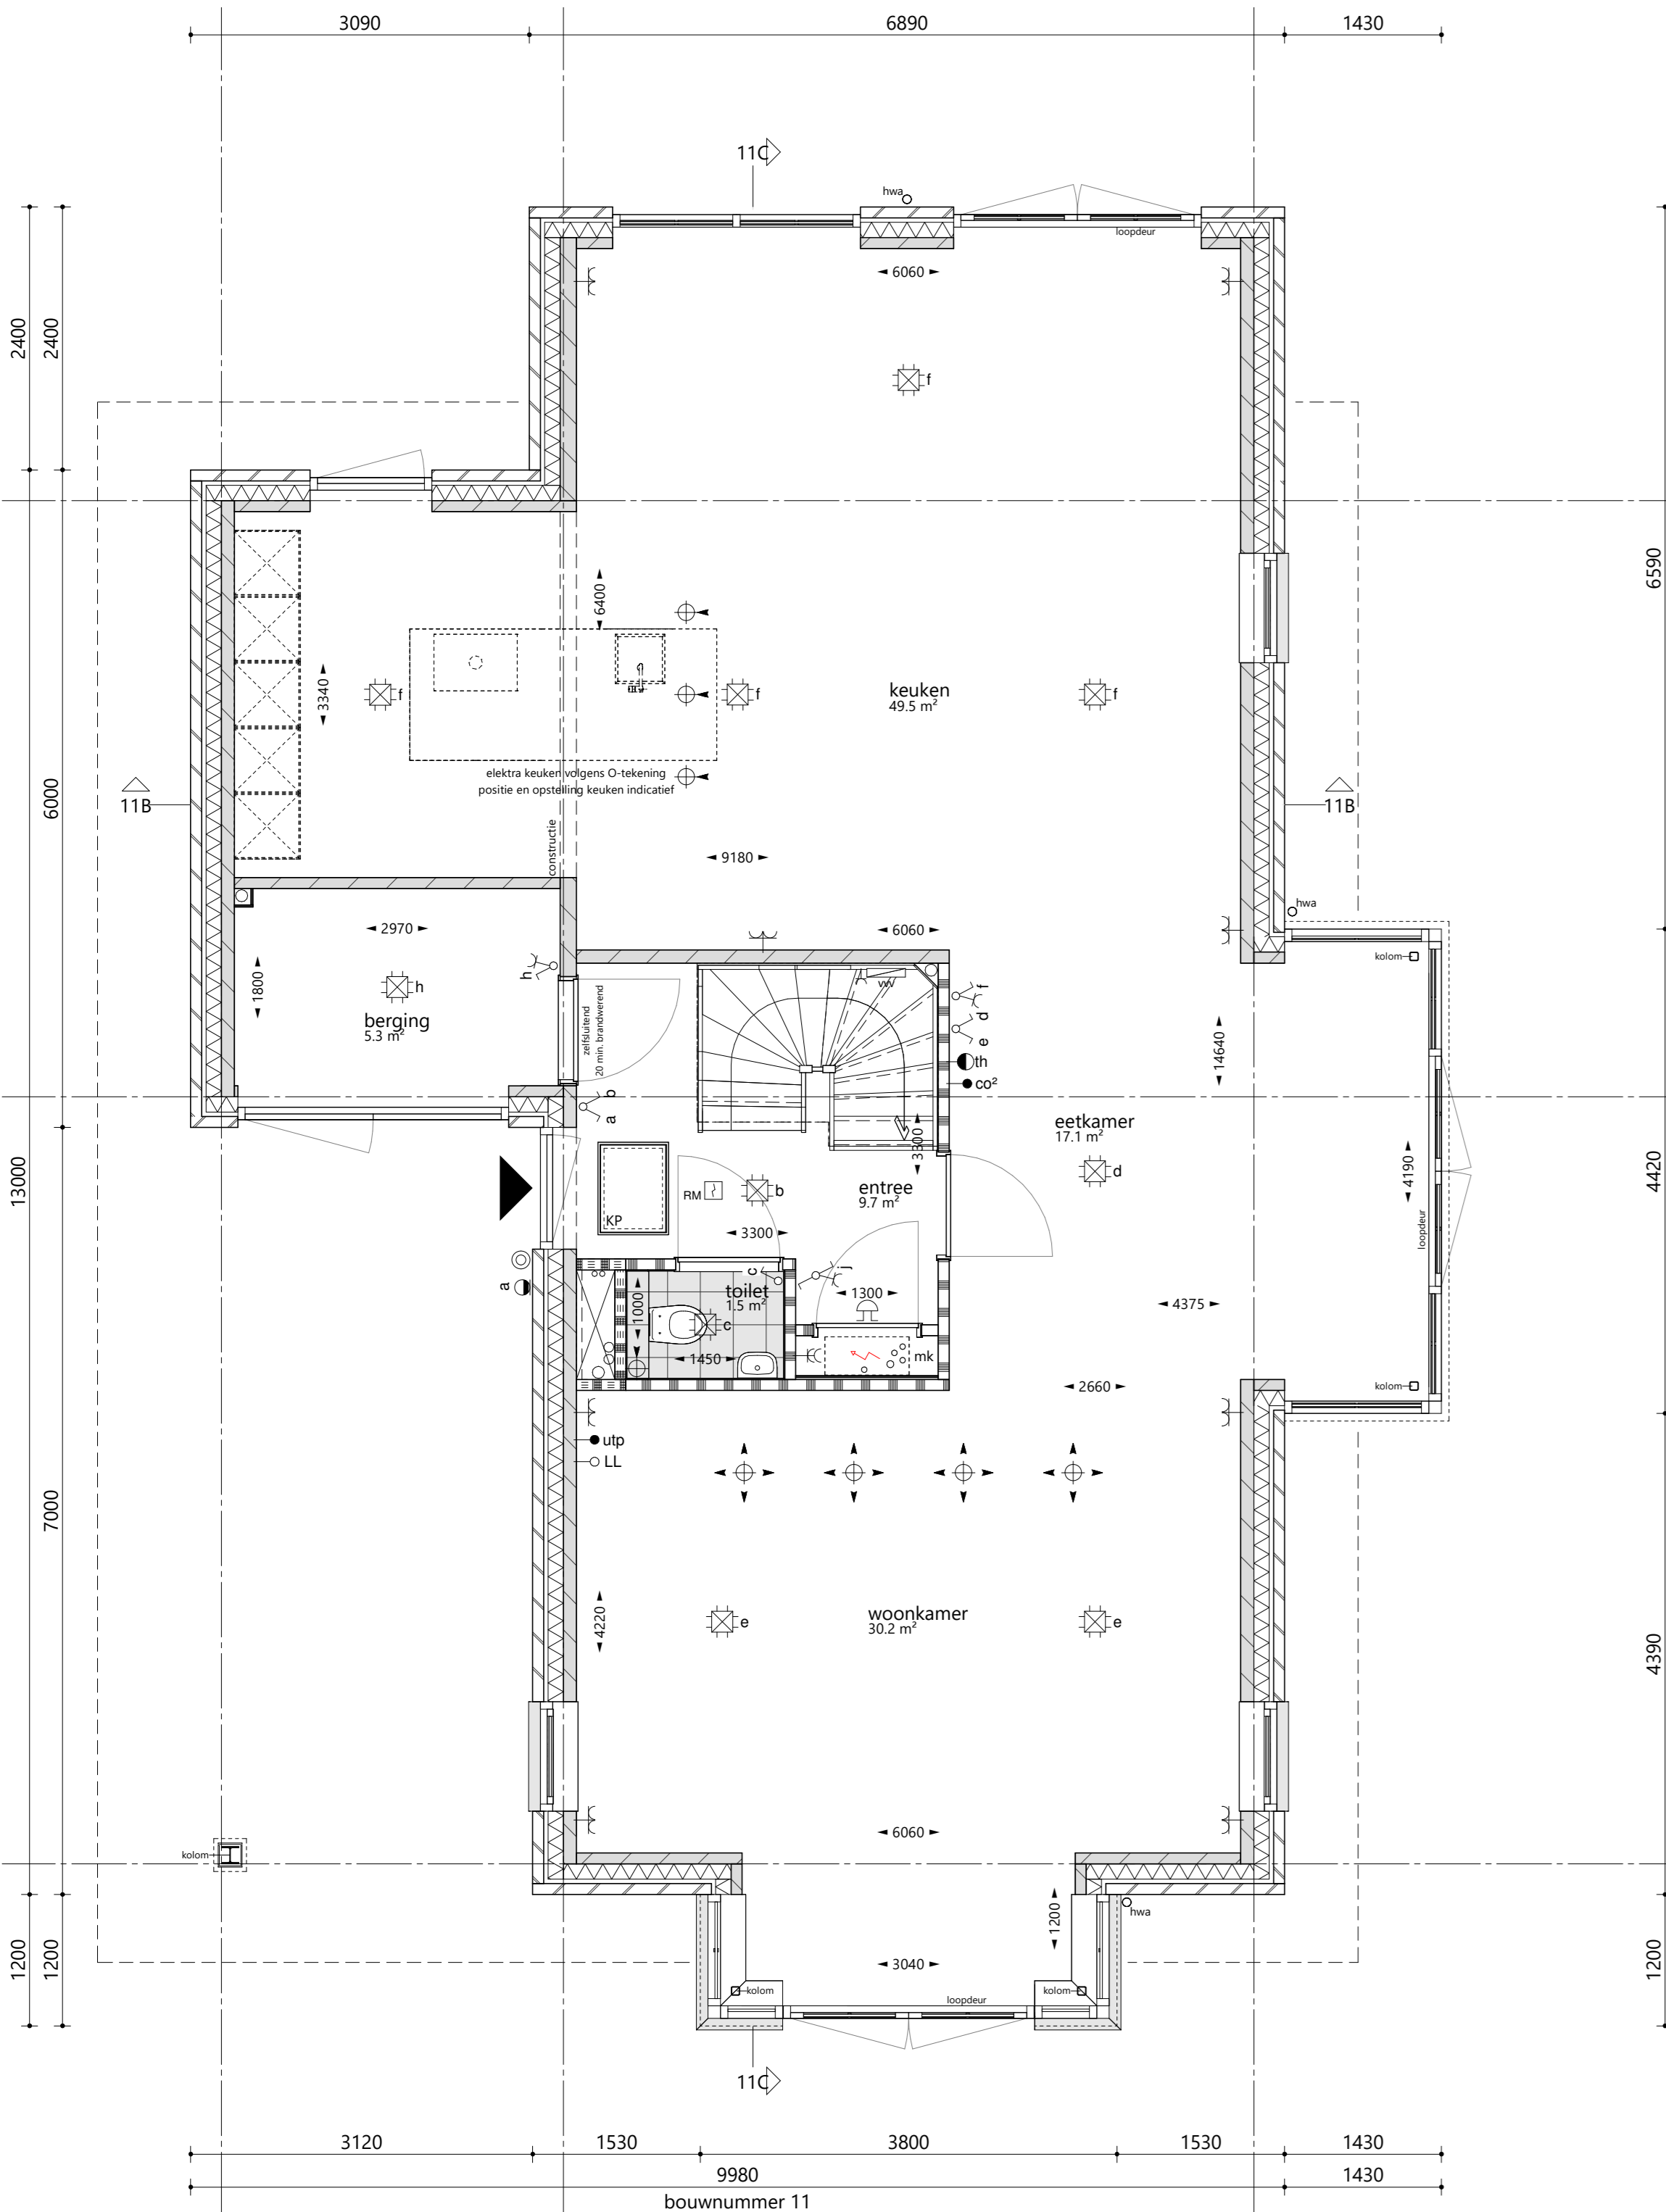 3090
6890
1430
11C
hwa
loopdeur
6060
2400
2400
f
6590
6400
3340
f
f
keuken
49.5 m²
f
elektra keuken volgens O-tekening
positie en opstelling keuken indicatief
6000
11B
11B
constructie
9180
hwa
2970
6060
kolom
h
vvv
f
1800
h
zelfsluitend
20 min. brandwerend
d
e
berging
5.3 m²
th
14640
co²
b
a
eetkamer
17.1 m²
3300
d
13000
4190
4420
RM
b
entree
9.7 m²
KP
3300
loopdeur
a
c
j
toilet
1.5 m²
1000
1300
4375
c
1450
mk
2660
kolom
utp
LL
7000
4220
e
woonkamer
30.2 m²
e
4390
6060
kolom
1200
hwa
1200
1200
3040
1200
kolom
kolom
loopdeur
11C
3120
1530
3800
1530
1430
9980
1430
bouwnummer 11